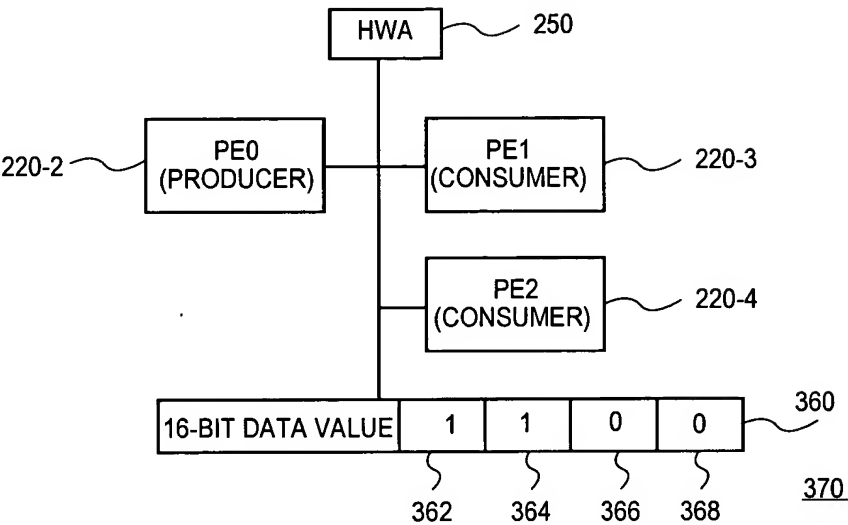 HWA
250
220-2
PE0
(PRODUCER)
PE1
(CONSUMER)
220-3
PE2
(CONSUMER)
220-4
16-BIT DATA VALUE 1 1 0 0
360
362 364 366 368
370